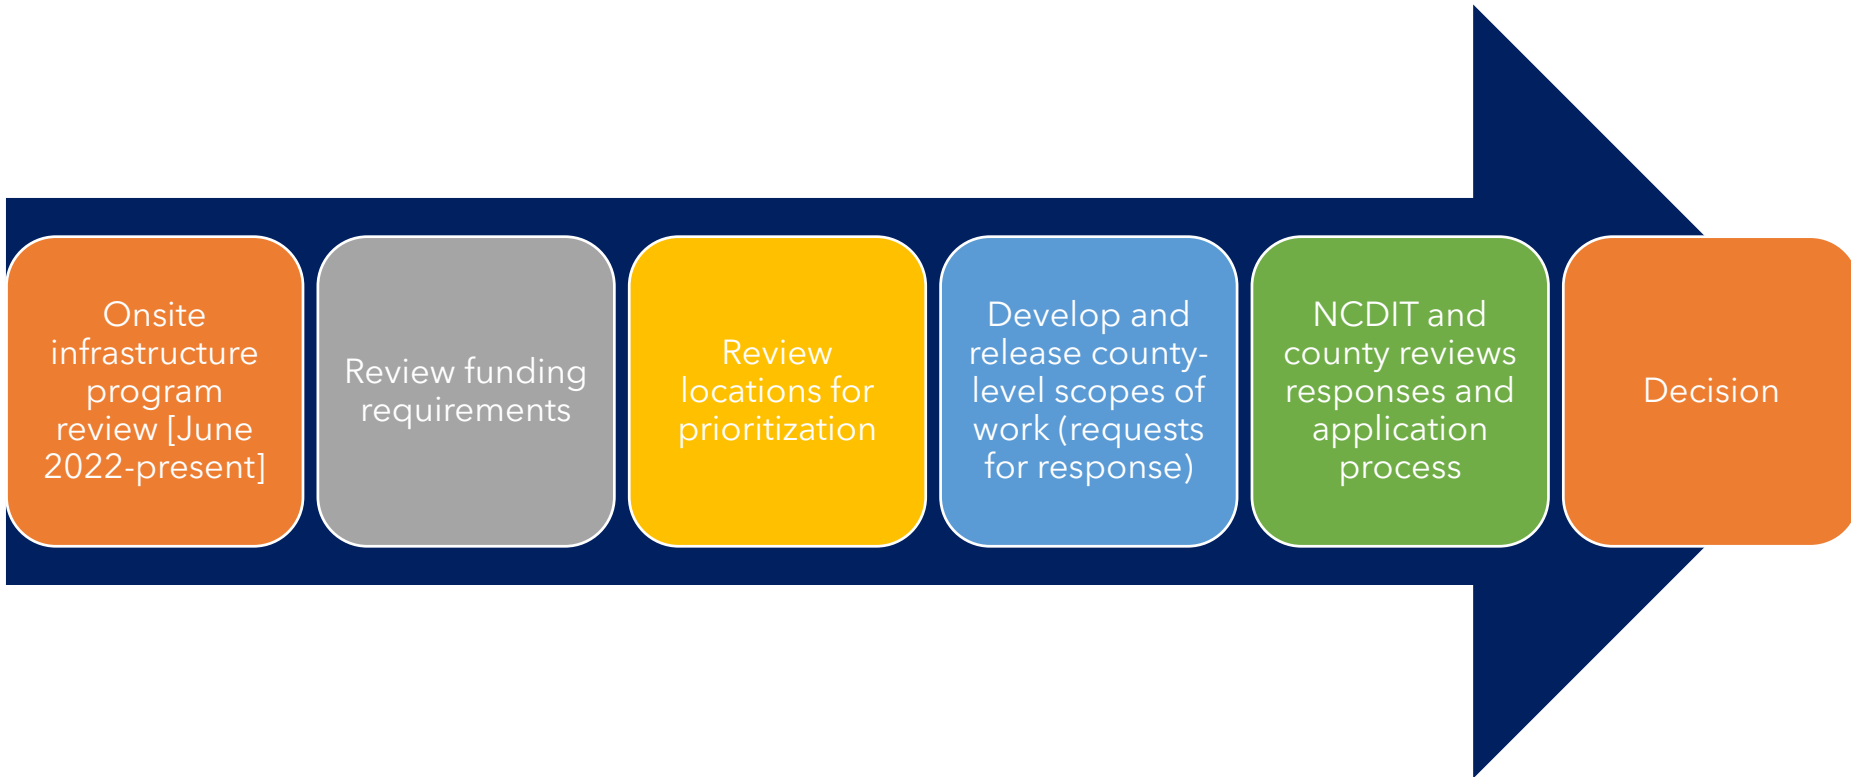 Onsite
infrastructure
program
review [June
2022-present]
Review funding
requirements
Review
locations for
prioritization
Develop and
release county-
level scopes of
work (requests
for response)
NCDIT and
county reviews
responses and
application
process
Decision